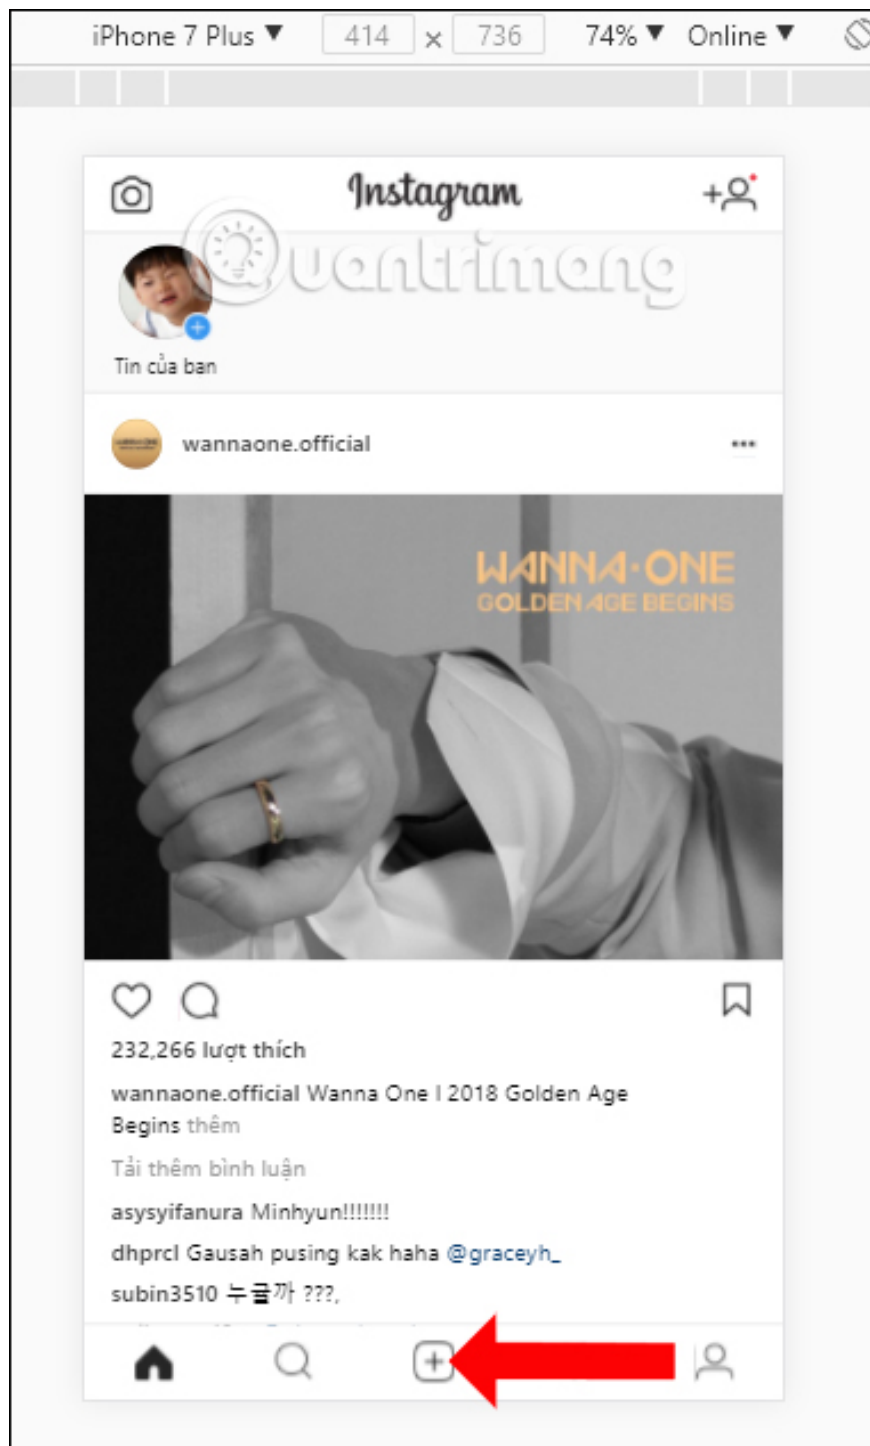 iPhone 7 Plus ▼ 414 × 736 74% ▼ Online ▼
Instagram
Quantrimang
Tin của bạn
wannaone.official
WANNA·ONE
GOLDEN AGE BEGINS
232,266 lượt thích
wannaone.official Wanna One l 2018 Golden Age
Begins thêm
Tải thêm bình luận
asysyifanura Minhyun!!!!!!!
dhprcl Gausah pusing kak haha @graceyh_
subin3510 누귤까 ???,